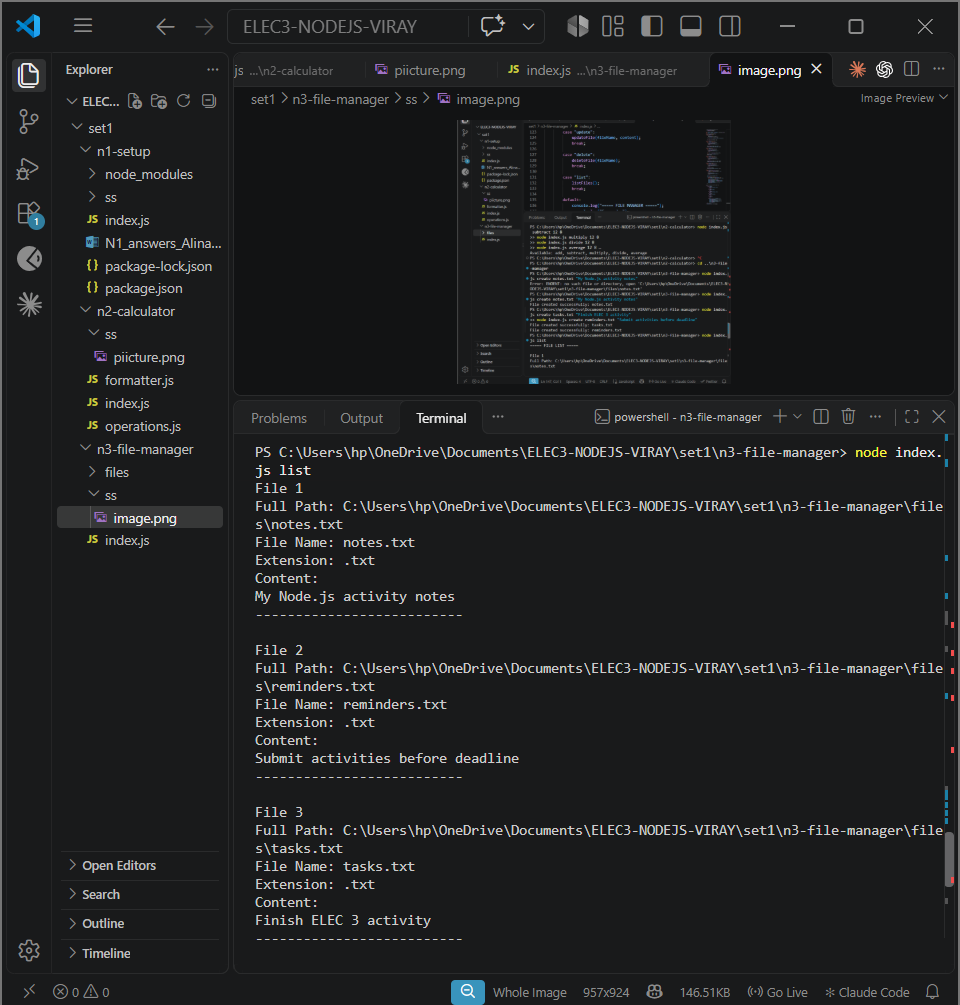 ELEC3-NODEJS-VIRAY
Explorer
ELEC...
set1
n1-setup
node_modules
ss
index.js
N1_answers_Alina...
package-lock.json
package.json
n2-calculator
ss
piicture.png
formatter.js
index.js
operations.js
n3-file-manager
files
ss
image.png
index.js
Open Editors
Search
Outline
Timeline
1
js ...\n2-calculator
piicture.png
JS index.js ...\n3-file-manager
image.png
set1 > n3-file-manager > ss > image.png
Image Preview
Problems Output Terminal
powershell - n3-file-manager
PS C:\Users\hp\OneDrive\Documents\ELEC3-NODEJS-VIRAY\set1\n3-file-manager> node index.
js list
File 1
Full Path: C:\Users\hp\OneDrive\Documents\ELEC3-NODEJS-VIRAY\set1\n3-file-manager\file
s\notes.txt
File Name: notes.txt
Extension: .txt
Content:
My Node.js activity notes
--------------------------
File 2
Full Path: C:\Users\hp\OneDrive\Documents\ELEC3-NODEJS-VIRAY\set1\n3-file-manager\file
s\reminders.txt
File Name: reminders.txt
Extension: .txt
Content:
Submit activities before deadline
--------------------------
File 3
Full Path: C:\Users\hp\OneDrive\Documents\ELEC3-NODEJS-VIRAY\set1\n3-file-manager\file
s\tasks.txt
File Name: tasks.txt
Extension: .txt
Content:
Finish ELEC 3 activity
--------------------------
0 0
Whole Image 957x924 146.51KB Go Live Claude Code